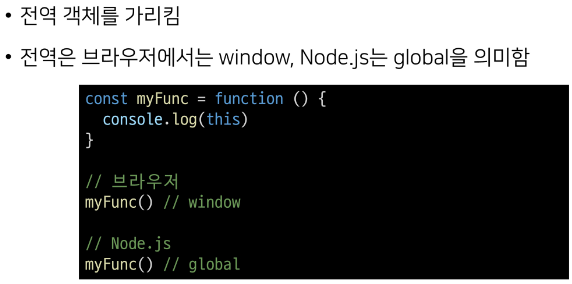 • 전역 객체를 가리킴
• 전역은 브라우저에서는 window, Node.js는 global을 의미함
const myFunc = function () {
  console.log(this)
}
// 브라우저
myFunc() // window
// Node.js
myFunc() // global